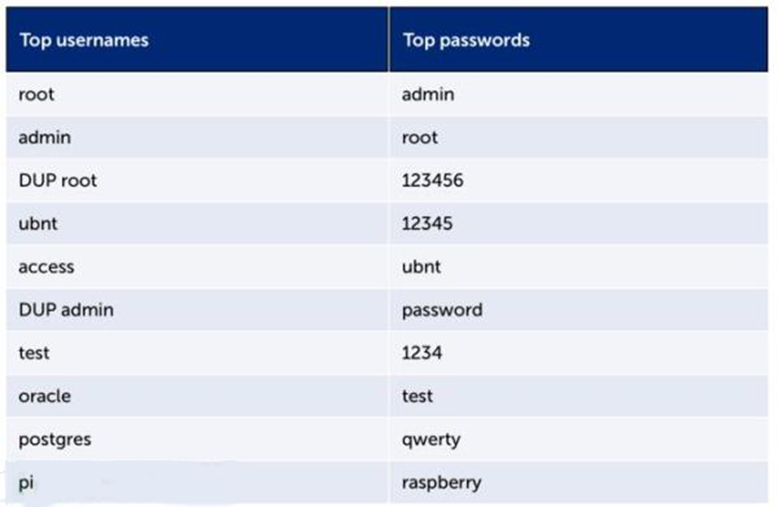 Top usernames Top passwords
root admin
admin root
DUP root 123456
ubnt 12345
access ubnt
DUP admin password
test 1234
oracle test
postgres qwerty
pi raspberry